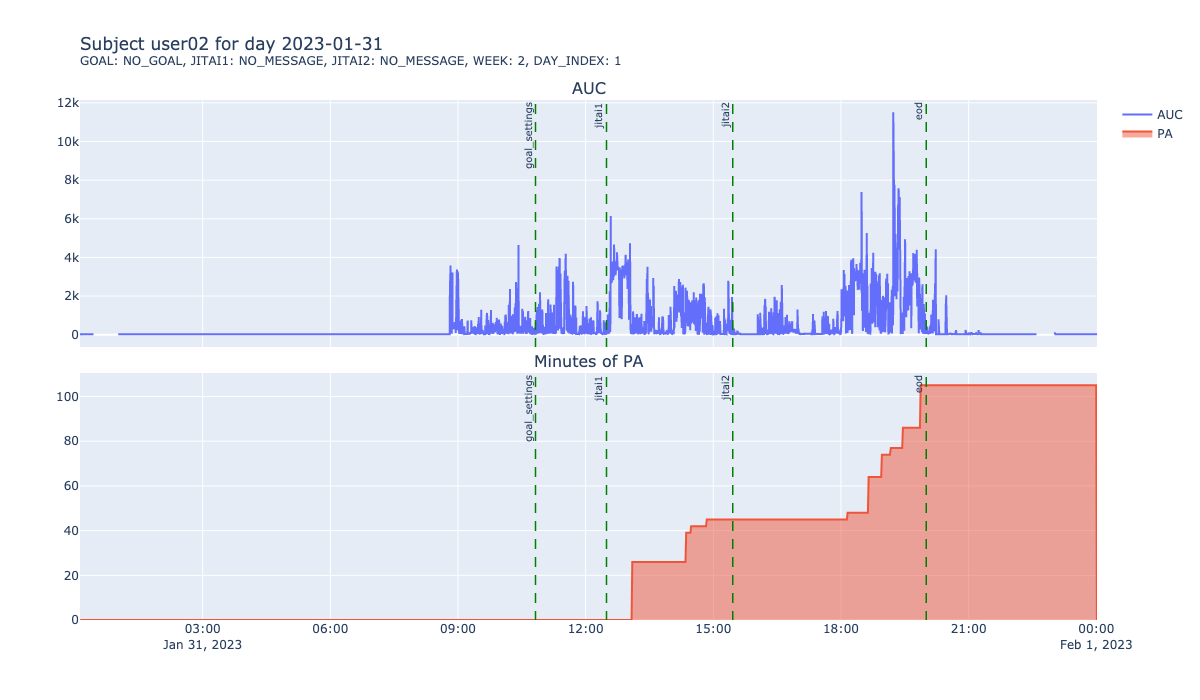 Subject user02 for day 2023-01-31
GOAL: NO_GOAL, JITAI1: NO_MESSAGE, JITAI2: NO_MESSAGE, WEEK: 2, DAY_INDEX: 1
AUC
12k
10k
8k
6k
4k
2k
0
goal_settings
jitai1
jitai2
eod
AUC
PA
Minutes of PA
100
80
60
40
20
0
goal_settings
jitai1
jitai2
eod
03:00
06:00
09:00
12:00
15:00
18:00
21:00
00:00
Jan 31, 2023
Feb 1, 2023